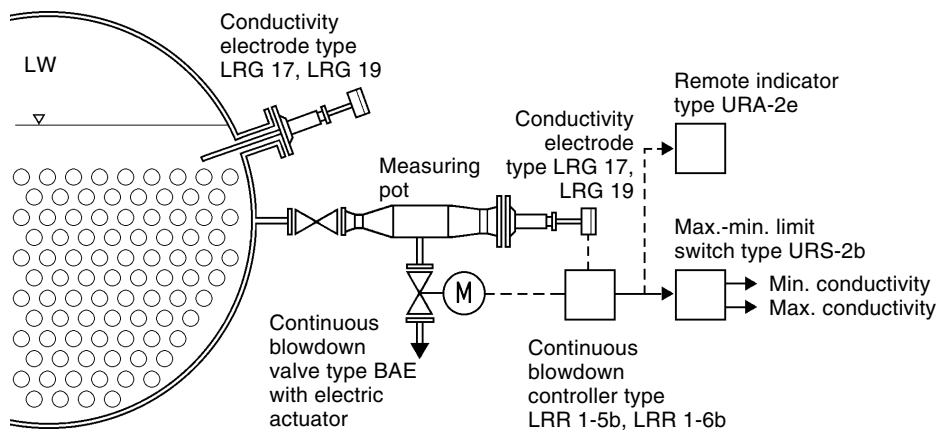 Conductivity
electrode type
LRG 17, LRG 19
LW
Remote indicator
type URA-2e
Conductivity
electrode
type LRG 17,
LRG 19
Measuring
pot
Max.-min. limit
switch type URS-2b
Min. conductivity
Max. conductivity
M
Continuous
blowdown
valve type BAE
with electric
actuator
Continuous
blowdown
controller type
LRR 1-5b, LRR 1-6b